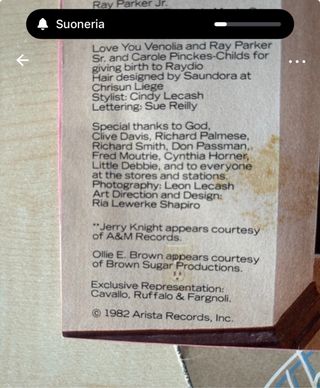 Ray Parker Jr.
Suoneria
Love You Venolia and Ray Parker
Sr. and Carole Pinckes-Childs for
giving birth to Raydio
Hair designed by Saundora at
Chrisun Liege
Stylist: Cindy Lecash
Lettering: Sue Reilly
Special thanks to God,
Clive Davis, Richard Palmese,
Richard Smith, Don Passman,
Fred Moutrie, Cynthia Horner,
Little Debbie, and to everyone
at the stores and stations.
Photography: Leon Lecash
Art Direction and Design:
Ria Lewerke Shapiro
**Jerry Knight appears courtesy
of A&M Records.
Ollie E. Brown appears courtesy
of Brown Sugar Productions.
Exclusive Representation:
Cavallo, Ruffalo & Fargnoli.
© 1982 Arista Records, Inc.